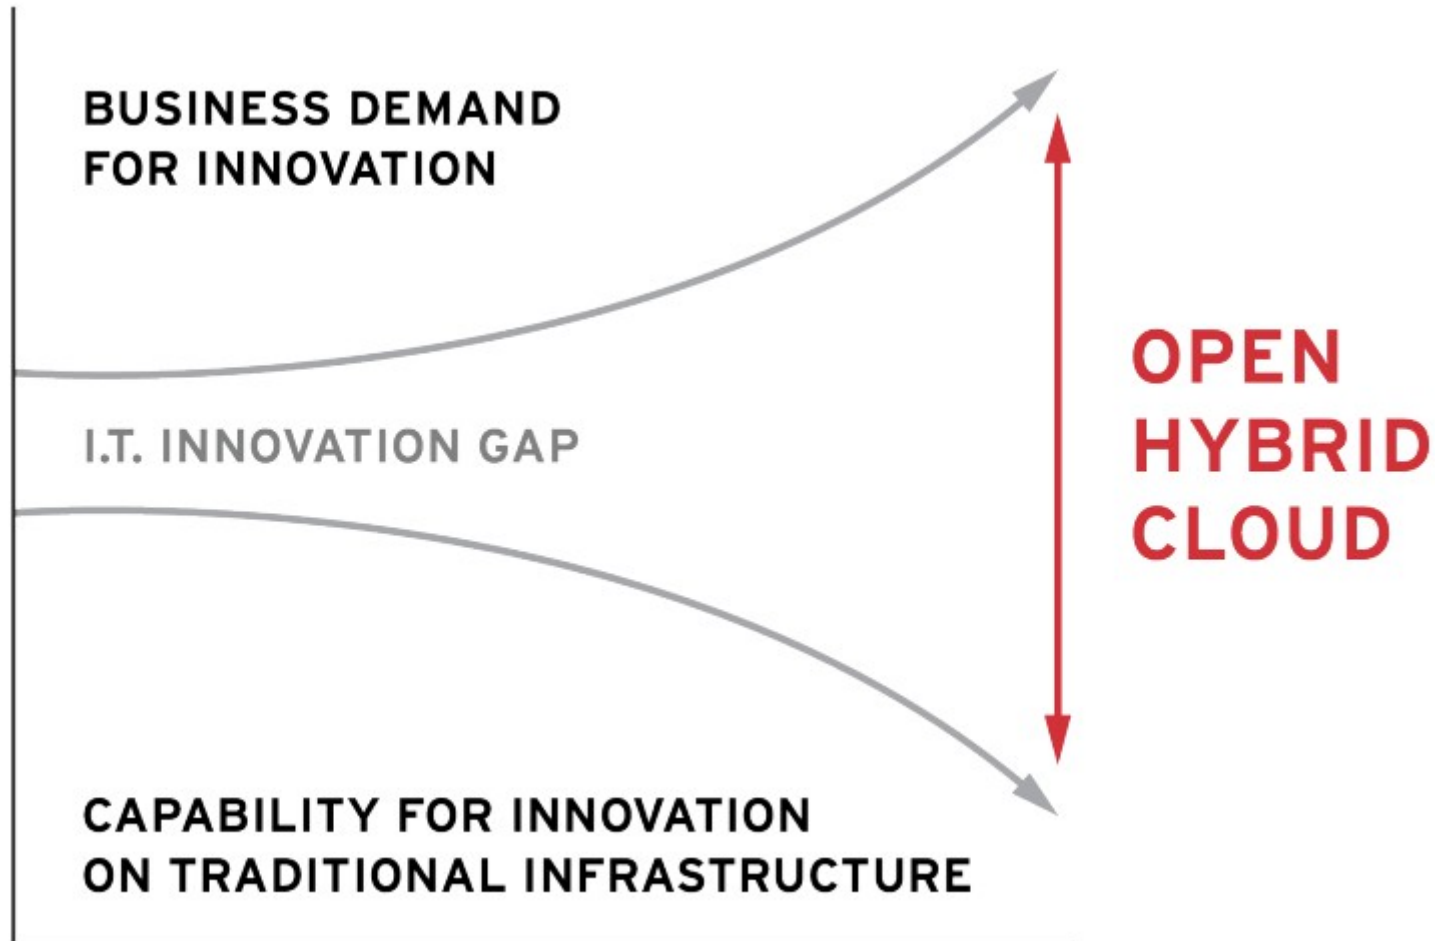 BUSINESS DEMAND
FOR INNOVATION
I.T. INNOVATION GAP
OPEN
HYBRID
CLOUD
CAPABILITY FOR INNOVATION
ON TRADITIONAL INFRASTRUCTURE